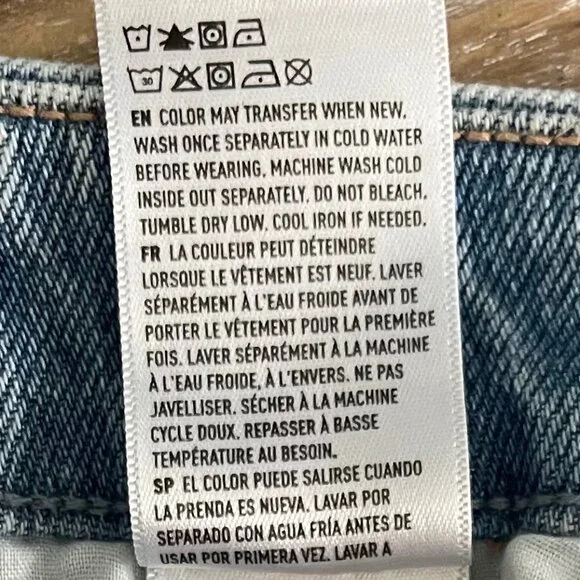 30
EN COLOR MAY TRANSFER WHEN NEW.
WASH ONCE SEPARATELY IN COLD WATER
BEFORE WEARING. MACHINE WASH COLD
INSIDE OUT SEPARATELY. DO NOT BLEACH.
TUMBLE DRY LOW. COOL IRON IF NEEDED.
FR LA COULEUR PEUT DÉTEINDRE
LORSQUE LE VÊTEMENT EST NEUF. LAVER
SÉPARÉMENT À L'EAU FROIDE AVANT DE
PORTER LE VÊTEMENT POUR LA PREMIÈRE
FOIS. LAVER SÉPARÉMENT À LA MACHINE
À L'EAU FROIDE, À L'ENVERS. NE PAS
JAVELLISER. SÉCHER À LA MACHINE
CYCLE DOUX. REPASSER À BASSE
TEMPÉRATURE AU BESOIN.
SP EL COLOR PUEDE SALIRSE CUANDO
LA PRENDA ES NUEVA. LAVAR POR
SEPARADO CON AGUA FRÍA ANTES DE
USAR POR PRIMERA VEZ. LAVAR A